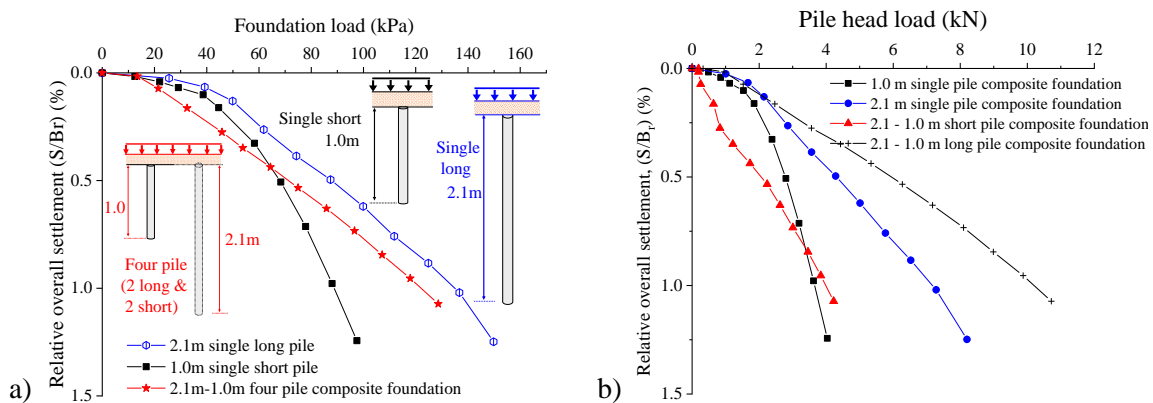 Foundation load (kPa)
0 20 40 60 80 100 120 140 160
Relative overall settlement (S/Br) (%)
0.0
0.5
1.0
1.5
Single short
1.0m
Single
long
2.1m
1.0
2.1m
Four pile
(2 long &
2 short)
2.1m single long pile
1.0m single short pile
2.1m-1.0m four pile composite foundation
a)
Pile head load (kN)
0 2 4 6 8 10 12
Relative overall settlement, (S/Br) (%)
0.0
0.5
1.0
1.5
1.0 m single pile composite foundation
2.1 m single pile composite foundation
2.1 - 1.0 m short pile composite foundation
2.1 - 1.0 m long pile composite foundation
b)